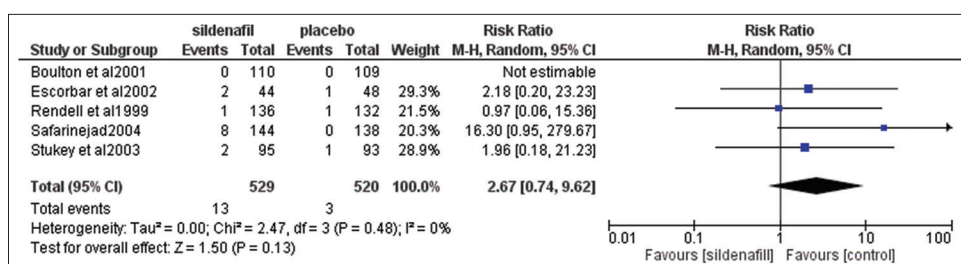 sildenafil placebo Risk Ratio Risk Ratio
Study or Subgroup Events Total Events Total Weight M-H, Random, 95% CI M-H, Random, 95% CI
Boulton et al2001 0 110 0 109 Not estimable
Escorbar et al2002 2 44 1 48 29.3% 2.18 [0.20, 23.23]
Rendell et al1999 1 136 1 132 21.5% 0.97 [0.06, 15.36]
Safarinejad2004 8 144 0 138 20.3% 16.30 [0.95, 279.67]
Stukey et al2003 2 95 1 93 28.9% 1.96 [0.18, 21.23]
Total (95% CI) 529 520 100.0% 2.67 [0.74, 9.62]
Total events 13 3
Heterogeneity: Tau² = 0.00; Chi² = 2.47, df = 3 (P = 0.48); I² = 0%
Test for overall effect: Z = 1.50 (P = 0.13)
0.01 0.1 1 10 100
Favours [sildenafill] Favours [control]